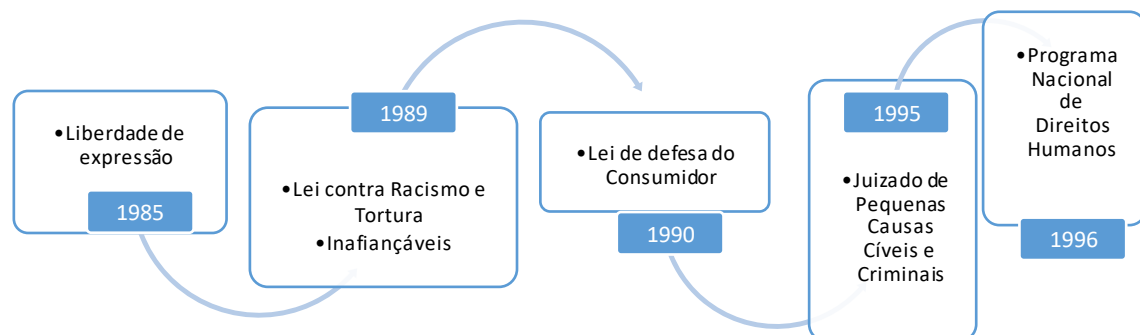 •Liberdade de
expressão
1985
1989
•Lei contra Racismo e
Tortura
•Inafiançáveis
•Lei de defesa do
Consumidor
1990
1995
•Juizado de
Pequenas
Causas
Cíveis e
Criminais
•Programa
Nacional
de
Direitos
Humanos
1996